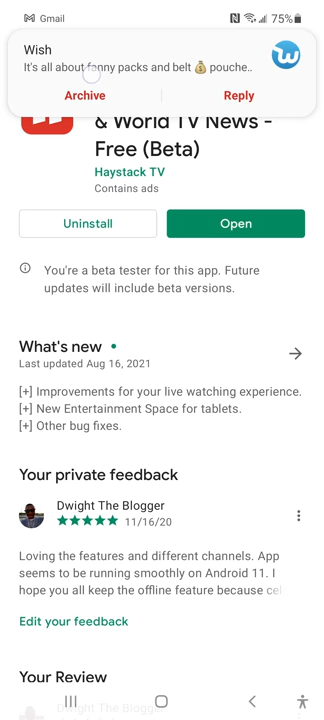 Gmail
75%
Wish
It's all about fanny packs and belt 💰 pouche..
Archive
Reply
& World TV News -
Free (Beta)
Haystack TV
Contains ads
Uninstall
Open
You're a beta tester for this app. Future
updates will include beta versions.
What's new
Last updated Aug 16, 2021
[+] Improvements for your live watching experience.
[+] New Entertainment Space for tablets.
[+] Other bug fixes.
Your private feedback
Dwight The Blogger
11/16/20
Loving the features and different channels. App
seems to be running smoothly on Android 11. I
hope you all keep the offline feature because cel
Edit your feedback
Your Review
Dwight The Blogger